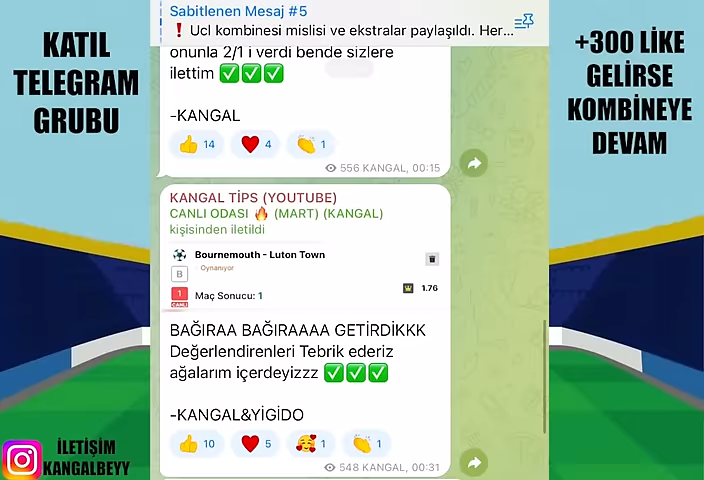 KATIL
TELEGRAM
GRUBU
Sabitlenen Mesaj #5
❗ Ucl kombinesi mislisi ve ekstralar paylaşıldı. Her...
onunla 2/1 i verdi bende sizlere
ilettim ✅✅✅
-KANGAL
👍 14 ❤️ 4 👏 1
556 KANGAL, 00:15
KANGAL TİPS (YOUTUBE)
CANLI ODASI 🔥 (MART) (KANGAL)
kişisinden iletildi
Bournemouth - Luton Town
Oynanıyor
B
1
CANLI
Maç Sonucu: 1
1.76
BAĞIRAA BAĞIRAAAA GETİRDİKKK
Değerlendirenleri Tebrik ederiz
ağalarım içerdeyizzz ✅✅✅
-KANGAL&YİGİDO
👍 10 ❤️ 5 🥰 1 👏 1
548 KANGAL, 00:31
+300 LİKE
GELİRSE
KOMBİNEYE
DEVAM
İLETİŞİM
KANGALBEYY